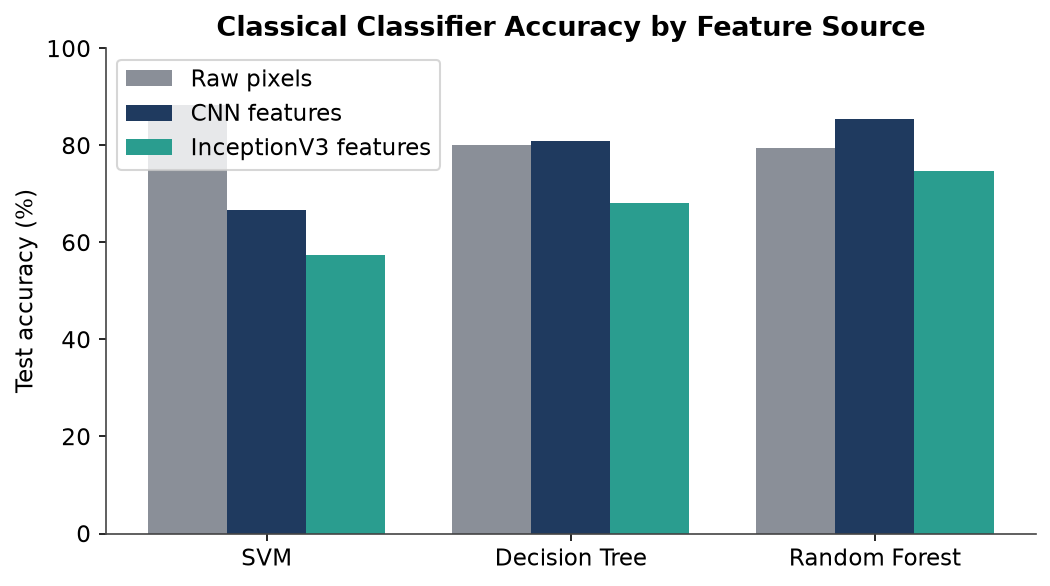 Classical Classifier Accuracy by Feature Source
Test accuracy (%)
100
80
60
40
20
0
Raw pixels
CNN features
InceptionV3 features
SVM
Decision Tree
Random Forest